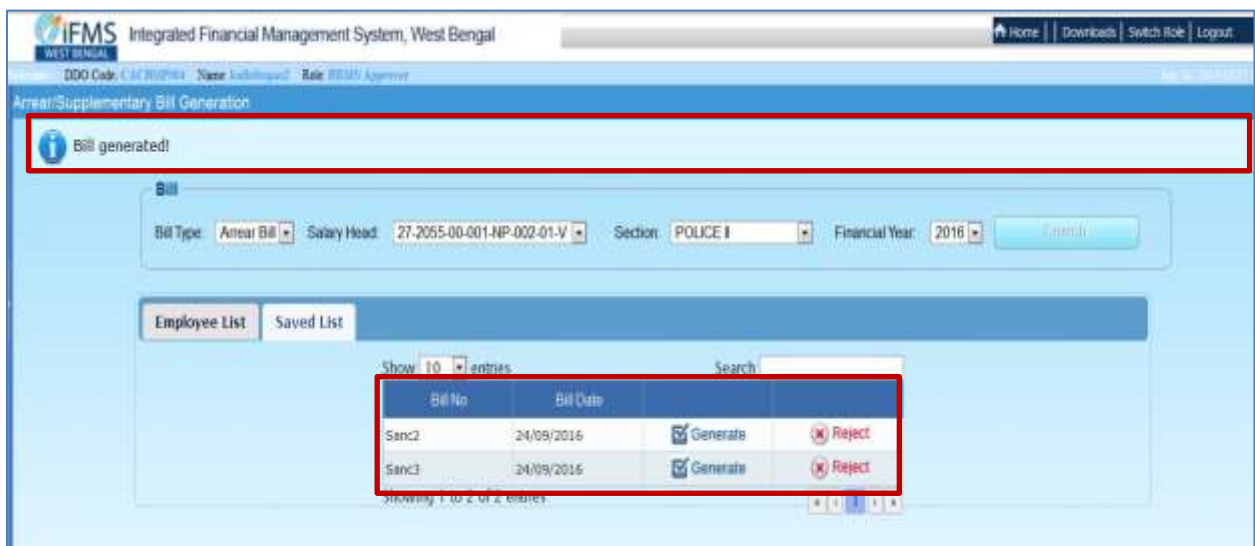 iFMS Integrated Financial Management System, West Bengal Home Downloads Switch Role Logout
WEST BENGAL
DDO Code: Name Role Approver
Arrear/Supplementary Bill Generation
Bill generated!
Bill
Bill Type: Arrear Bill Salary Head: 27-2055-00-001-NP-002-01-V Section: POLICE II Financial Year: 2016
Employee List Saved List
Show 10 entries Search:
Bill No Bill Date
Sanc2 24/09/2016 Generate Reject
Sanc3 24/09/2016 Generate Reject
Showing 1 to 2 of 2 entries 1